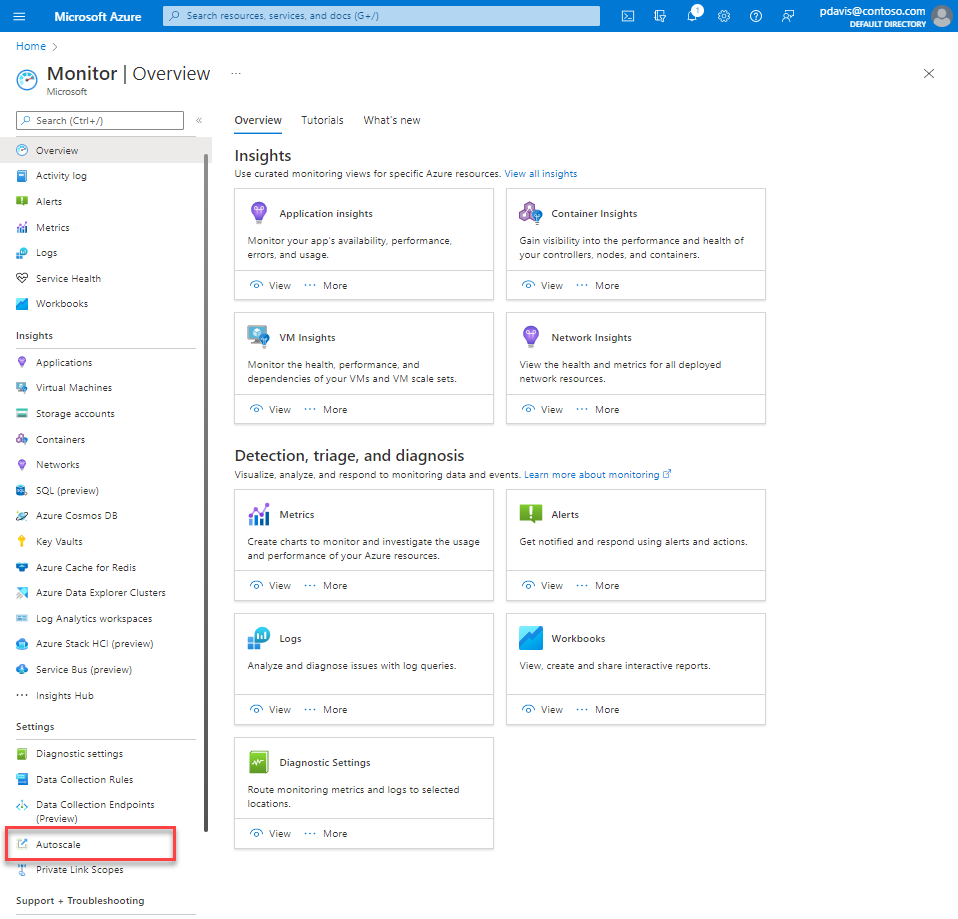 Microsoft Azure
Search resources, services, and docs (G+/)
1
pdavis@contoso.com
DEFAULT DIRECTORY
Home
Monitor | Overview
...
Microsoft
Search (Ctrl+/)
«
Overview
Activity log
Alerts
Metrics
Logs
Service Health
Workbooks
Insights
Applications
Virtual Machines
Storage accounts
Containers
Networks
SQL (preview)
Azure Cosmos DB
Key Vaults
Azure Cache for Redis
Azure Data Explorer Clusters
Log Analytics workspaces
Azure Stack HCI (preview)
Service Bus (preview)
Insights Hub
Settings
Diagnostic settings
Data Collection Rules
Data Collection Endpoints
(Preview)
Autoscale
Private Link Scopes
Support + Troubleshooting
Overview Tutorials What's new
Insights
Use curated monitoring views for specific Azure resources. View all insights
Application insights
Monitor your app's availability, performance,
errors, and usage.
View ... More
Container Insights
Gain visibility into the performance and health of
your controllers, nodes, and containers.
View ... More
VM Insights
Monitor the health, performance, and
dependencies of your VMs and VM scale sets.
View ... More
Network Insights
View the health and metrics for all deployed
network resources.
View ... More
Detection, triage, and diagnosis
Visualize, analyze, and respond to monitoring data and events. Learn more about monitoring
Metrics
Create charts to monitor and investigate the usage
and performance of your Azure resources.
View ... More
Alerts
Get notified and respond using alerts and actions.
View ... More
Logs
Analyze and diagnose issues with log queries.
View ... More
Workbooks
View, create and share interactive reports.
View ... More
Diagnostic Settings
Route monitoring metrics and logs to selected
locations.
View ... More